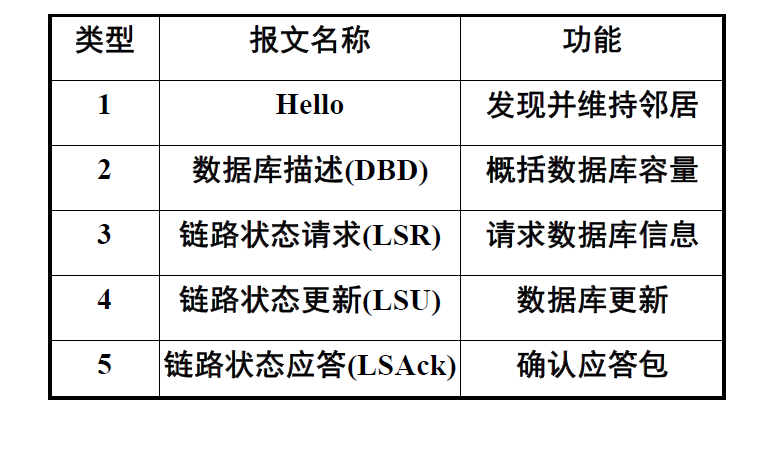 类型 报文名称 功能
1 Hello 发现并维持邻居
2 数据库描述(DBD) 概括数据库容量
3 链路状态请求(LSR) 请求数据库信息
4 链路状态更新(LSU) 数据库更新
5 链路状态应答(LSAck) 确认应答包